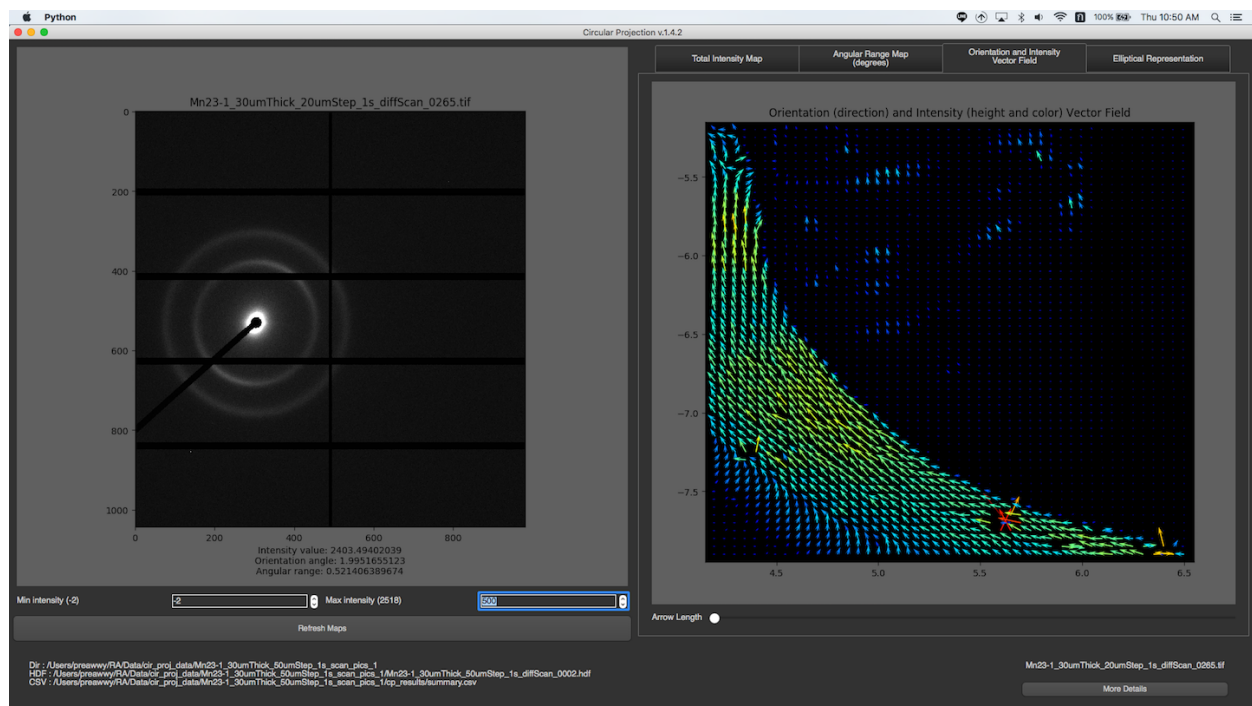 Python
100%
Thu 10:50 AM
Circular Projection v.1.4.2
Total Intensity Map
Angular Range Map
(degrees)
Orientation and Intensity
Vector Field
Elliptical Representation
Mn23-1_30umThick_20umStep_1s_diffScan_0265.tif
0
200
400
600
800
1000
0
200
400
600
800
Intensity value: 2403.49402039
Orientation angle: 1.9951655123
Angular range: 0.521406389674
Orientation (direction) and Intensity (height and color) Vector Field
−5.5
−6.0
−6.5
−7.0
−7.5
4.5
5.0
5.5
6.0
6.5
Min intensity (-2)
-2
Max intensity (2518)
500
Arrow Length
Refresh Maps
Dir : /Users/preawwy/RA/Data/cir_proj_data/Mn23-1_30umThick_50umStep_1s_scan_pics_1
HDF : /Users/preawwy/RA/Data/cir_proj_data/Mn23-1_30umThick_50umStep_1s_scan_pics_1/Mn23-1_30umThick_50umStep_1s_diffScan_0002.hdf
CSV : /Users/preawwy/RA/Data/cir_proj_data/Mn23-1_30umThick_50umStep_1s_scan_pics_1/cp_results/summary.csv
Mn23-1_30umThick_20umStep_1s_diffScan_0265.tif
More Details